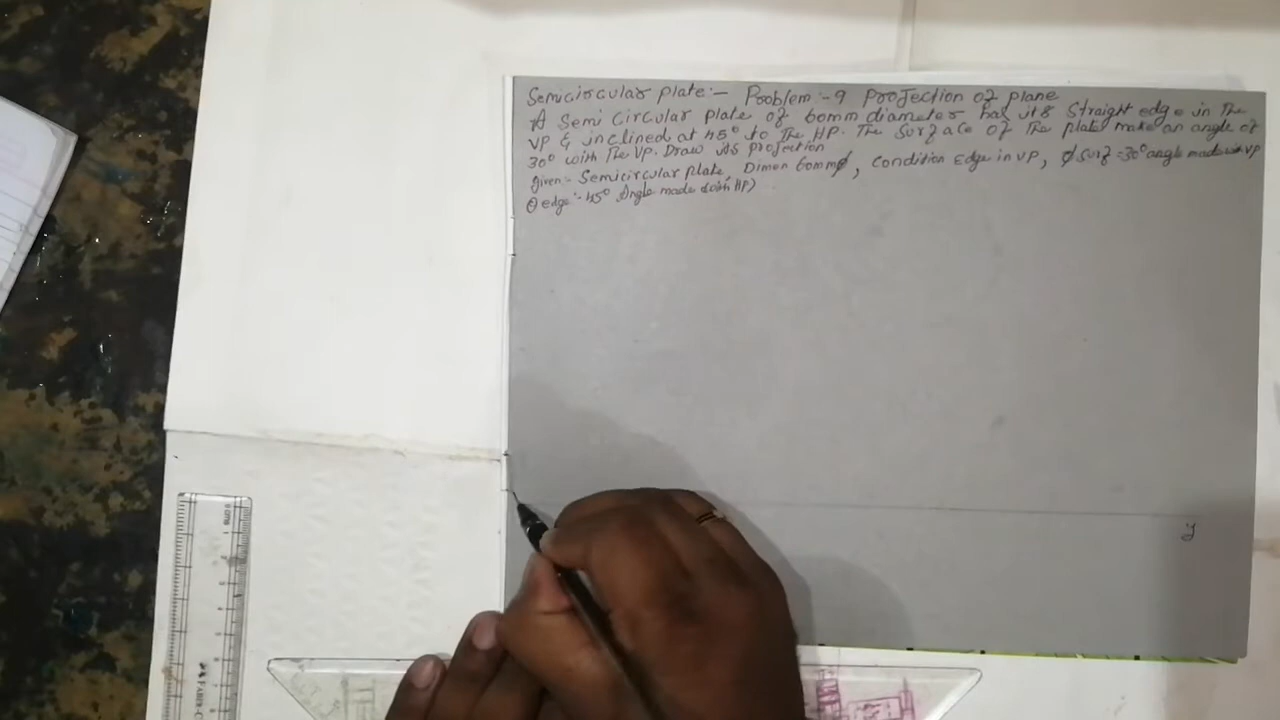 Semicircular plate:- Problem:-9 Projection of plane
A Semi Circular plate of 60mm diameter has its Straight edge in The
VP & inclined at 45° to The HP. The Surface of The plate make an angle of
30° with The VP. Draw its projection
given:- Semicircular plate, Dimen 60mmø, Condition Edge in VP, ø Surf =30° angle made with VP
θ edge:- 45° Angle made with HP)
y